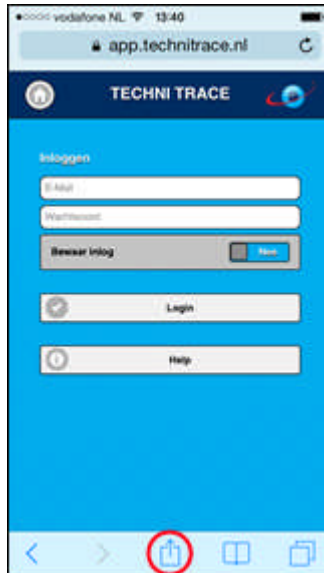 vodafone NL 13:40
app.technitrace.nl
TECHNI TRACE
Inloggen
E-Mail
Wachtwoord
Bewaar inlog
Nee
Login
Help